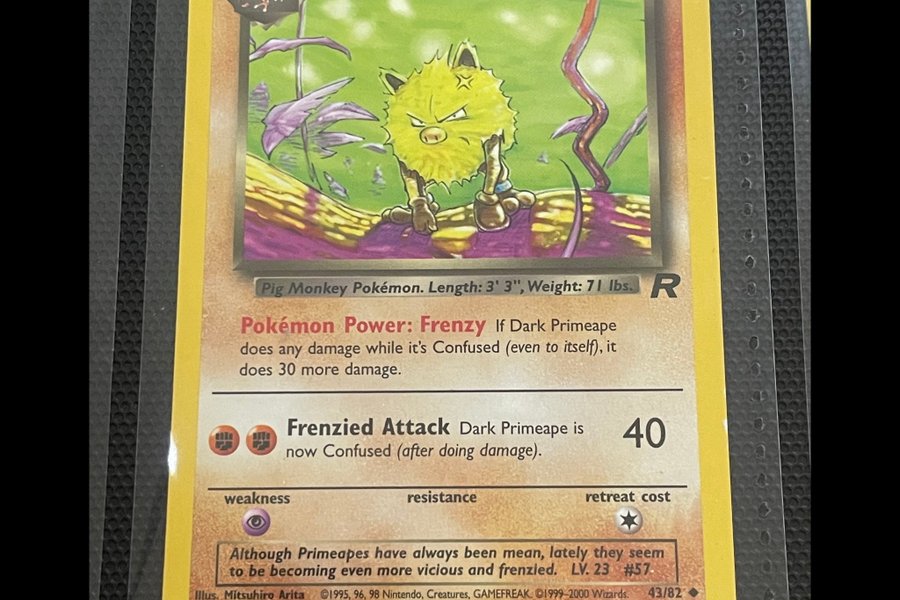 Pig Monkey Pokémon. Length: 3' 3", Weight: 71 lbs.
R
Pokémon Power: Frenzy If Dark Primeape
does any damage while it's Confused (even to itself), it
does 30 more damage.
Frenzied Attack Dark Primeape is 40
now Confused (after doing damage).
weakness resistance retreat cost
Although Primeapes have always been mean, lately they seem
to be becoming even more vicious and frenzied. LV. 23 #57
Illus. Mitsuhiro Arita ©1995, 96, 98 Nintendo, Creatures, GAMEFREAK. ©1999-2000 Wizards. 43/82